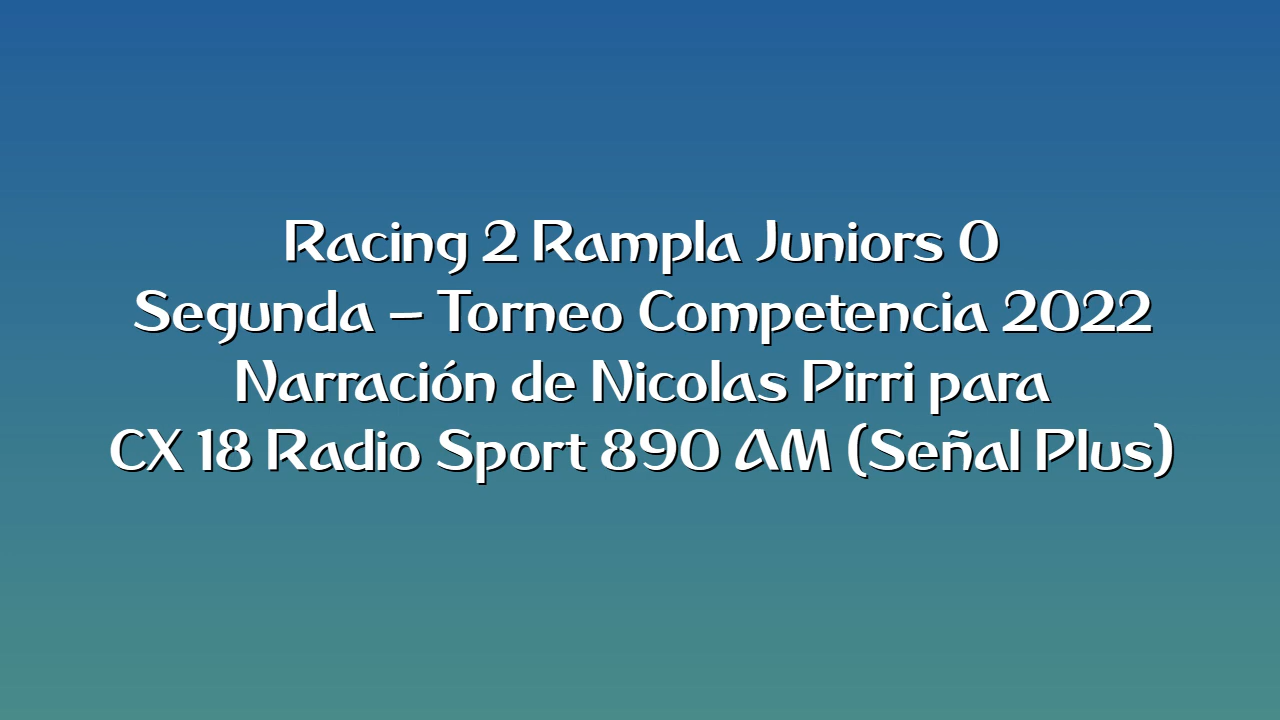 Racing 2 Rampla Juniors 0
Segunda – Torneo Competencia 2022
Narración de Nicolas Pirri para
CX 18 Radio Sport 890 AM (Señal Plus)